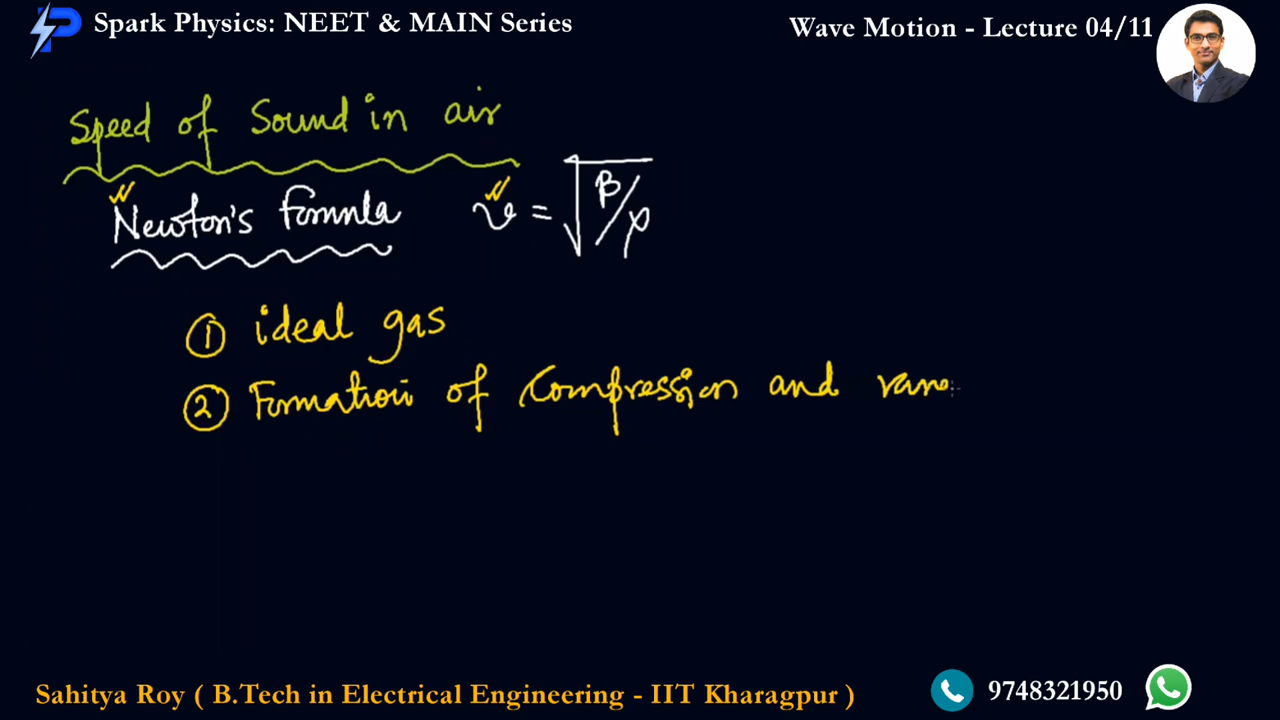 Spark Physics: NEET & MAIN Series
Wave Motion - Lecture 04/11
Speed of Sound in air
Newton's formula v = √B/ρ
① ideal gas
② Formation of Compression and rare
Sahitya Roy ( B.Tech in Electrical Engineering - IIT Kharagpur )
9748321950